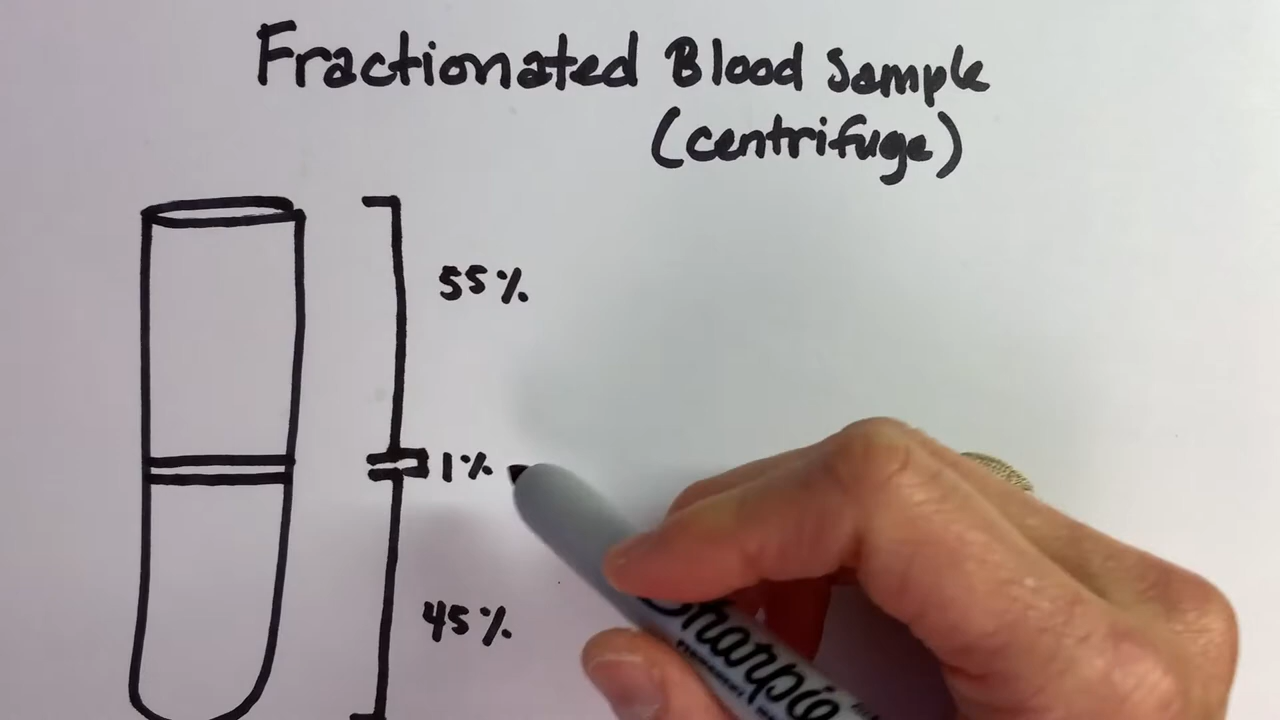 Fractionated Blood Sample
(centrifuge)
55%
1%
45%
Sharpie